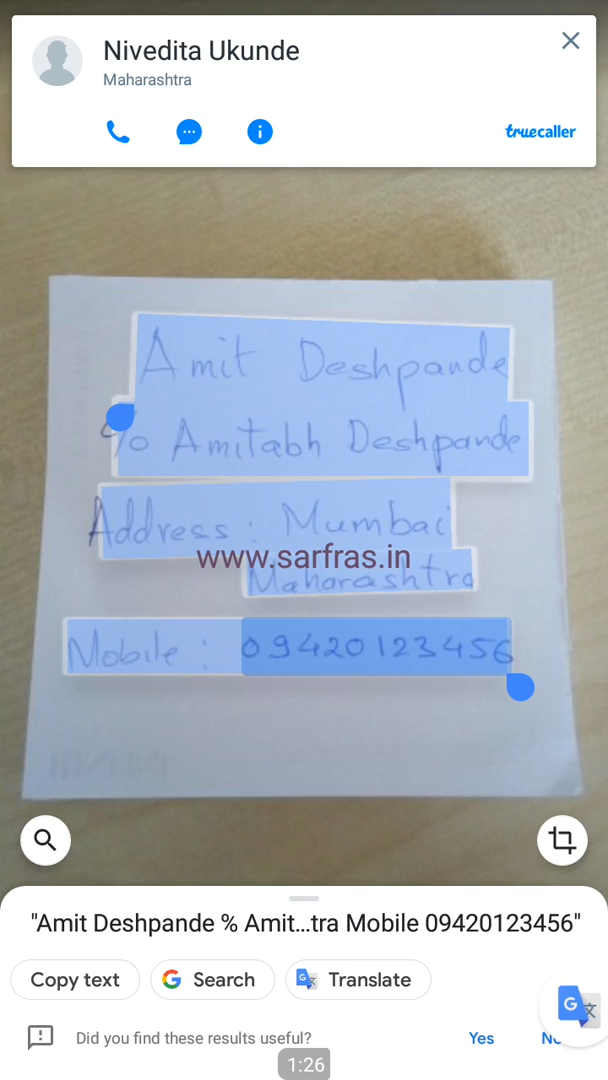 Nivedita Ukunde
Maharashtra
truecaller
Amit Deshpande
% Amitabh Deshpande
Address: Mumbai
www.sarfras.in
Maharashtra
Mobile: 09420123456
"Amit Deshpande % Amit...tra Mobile 09420123456"
Copy text
Search
Translate
Did you find these results useful?
Yes
1:26